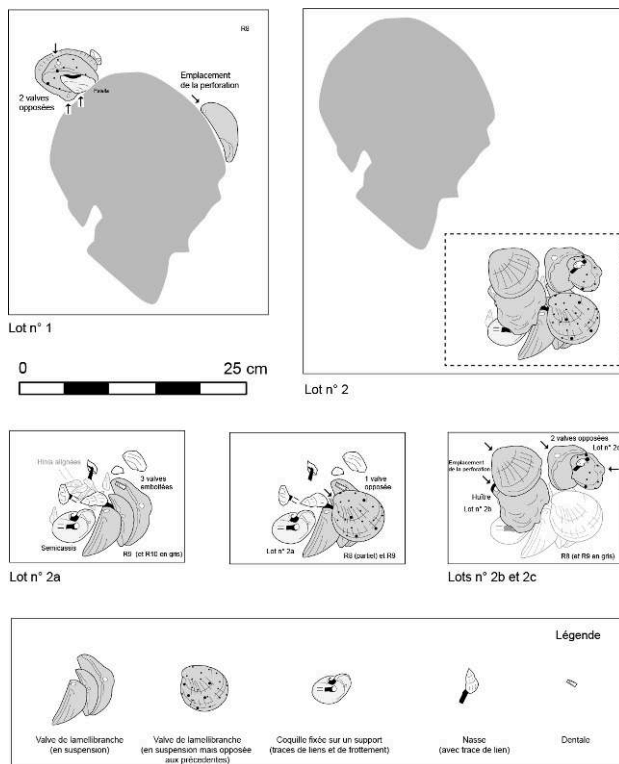 R8
Emplacement
de la perforation
2 valves
opposées
Patelle
Lot n° 1
0 25 cm
Lot n° 2
Hinia alignées
3 valves
emboîtées
Semicassis
R9 (et R10 en gris)
Lot n° 2a
1 valve
opposée
Lot n° 2a
R8 (partiel) et R9
2 valves opposées
Lot n° 2c
Emplacement
de la perforation
Huître
Lot n° 2b
R8 (et R9 en gris)
Lots n° 2b et 2c
Légende
Valve de lamellibranche
(en suspension)
Valve de lamellibranche
(en suspension mais opposée
aux précedentes)
Coquille fixée sur un support
(traces de liens et de frottement)
Nasse
(avec trace de lien)
Dentale